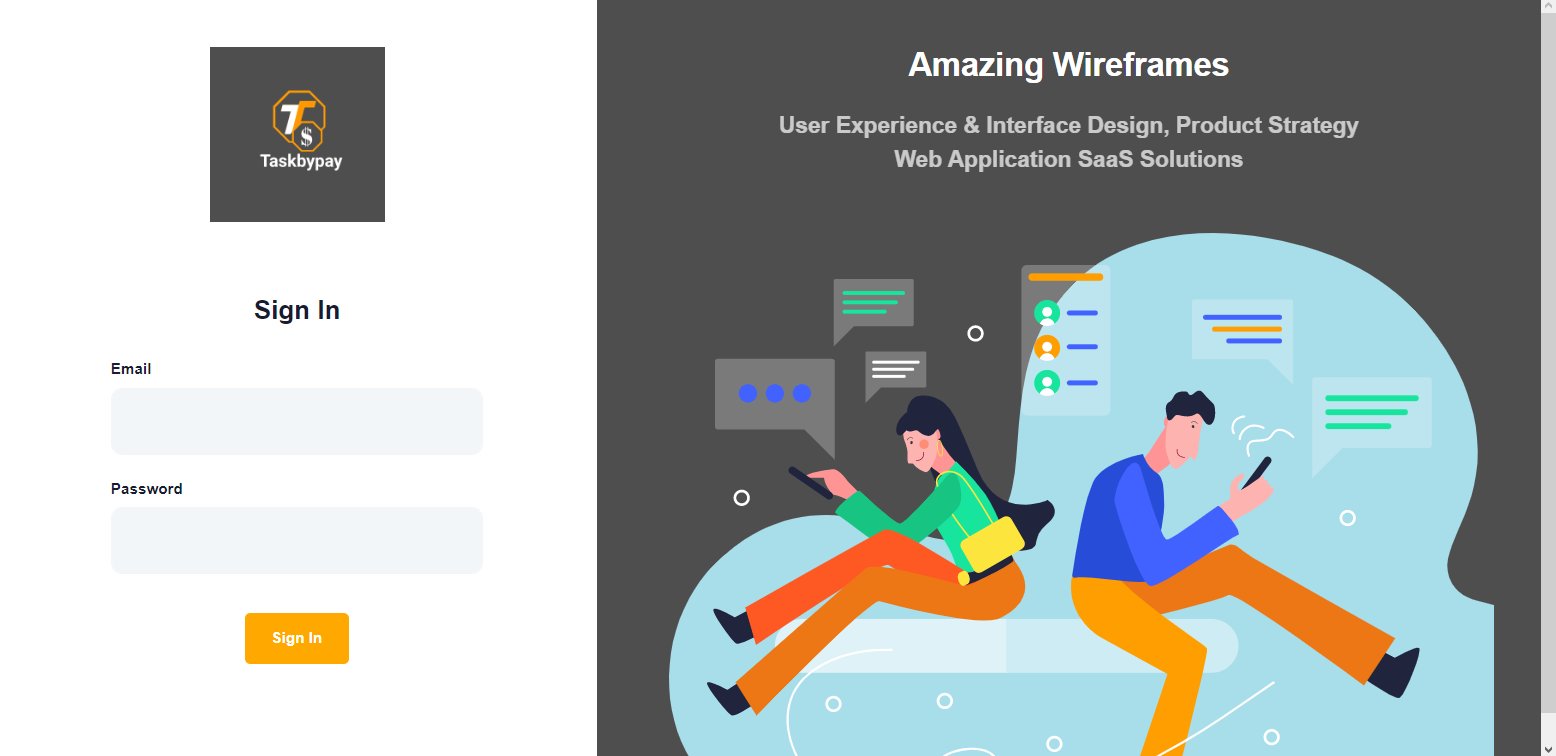 Taskbypay
Sign In
Email
Password
Sign In
Amazing Wireframes
User Experience & Interface Design, Product Strategy
Web Application SaaS Solutions